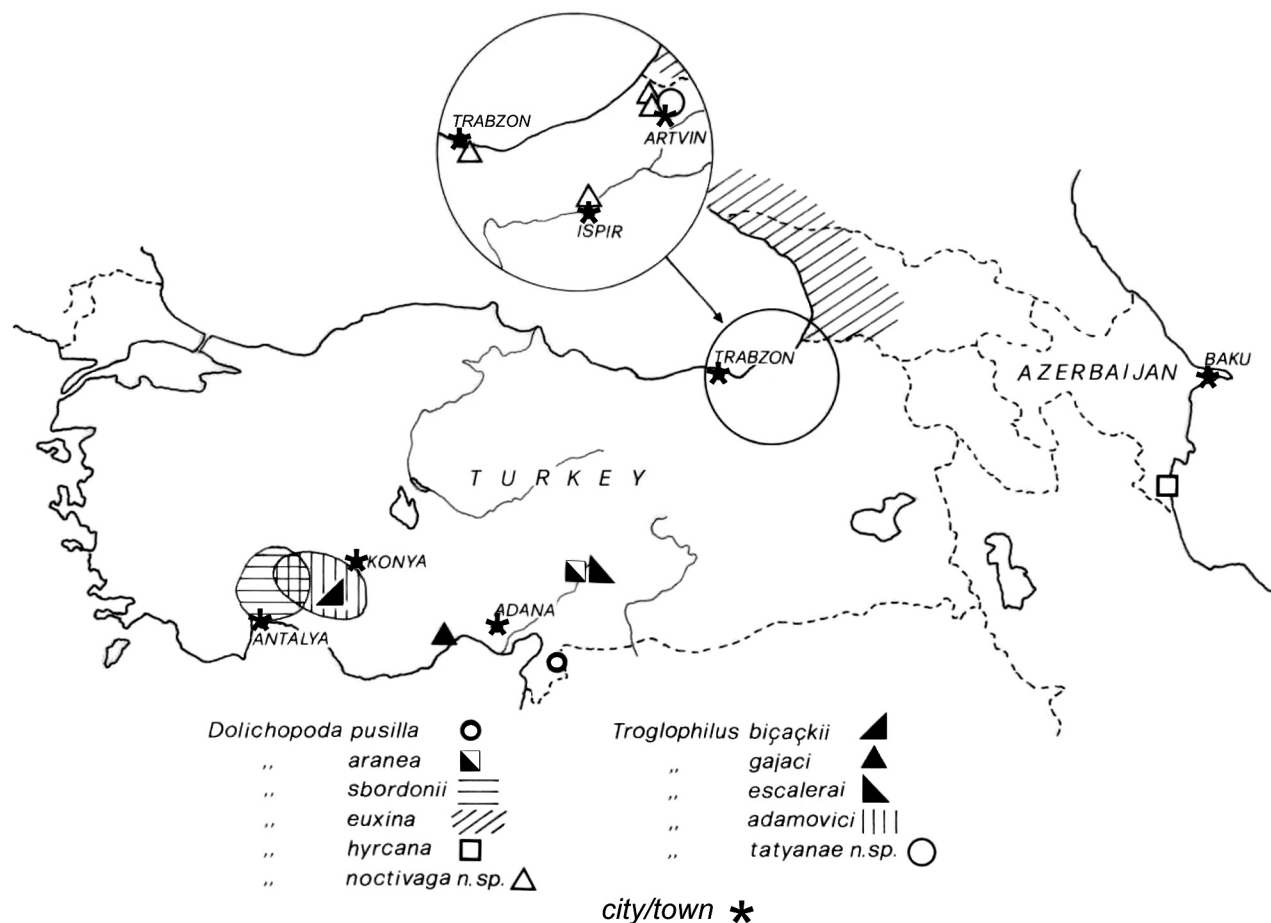 TRABZON
ARTVIN
ISPIR
TRABZON
BAKU
AZERBAIJAN
TURKEY
KONYA
ADANA
ANTALYA
Dolichopoda pusilla
,, aranea
,, sbordonii
,, euxina
,, hyrcana
,, noctivaga n.sp.
Troglophilus biçaçkii
,, gajaci
,, escalerai
,, adamovici
,, tatyanae n.sp.
city/town